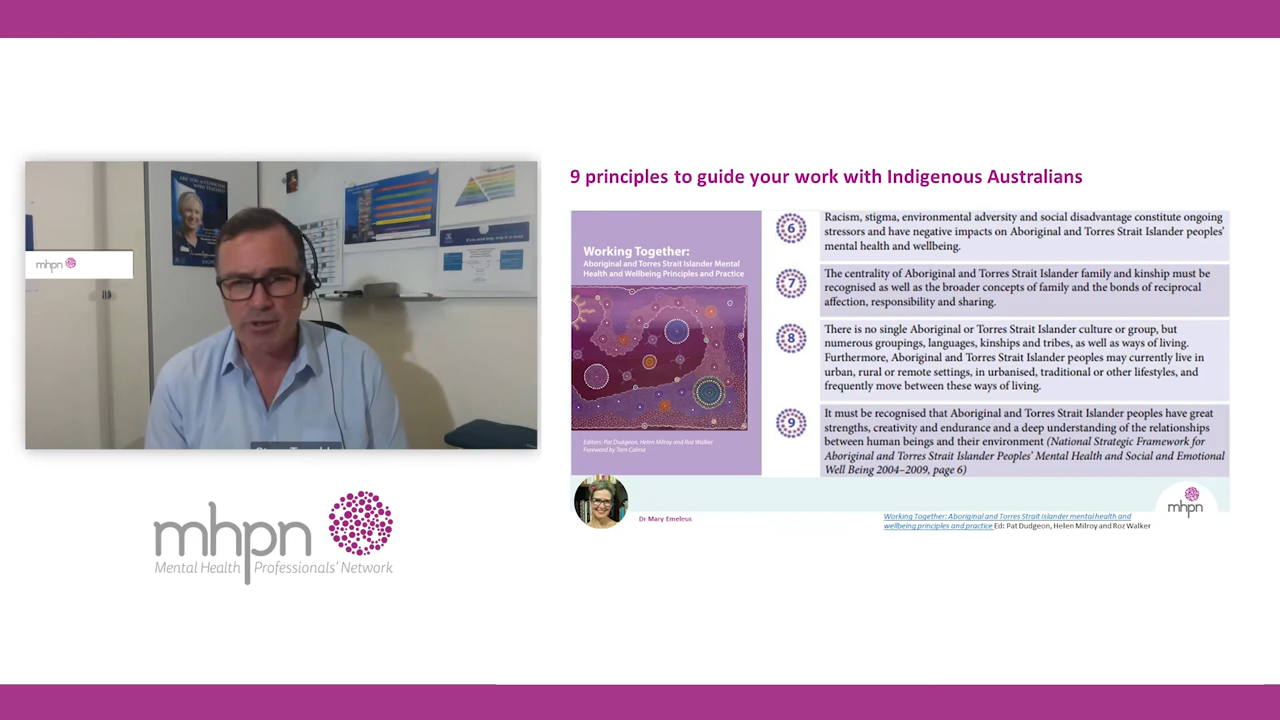 ARE YOU A CLINICIAN
WHO TEACHES?
mhpn
mhpn
Mental Health Professionals' Network
9 principles to guide your work with Indigenous Australians
Working Together:
Aboriginal and Torres Strait Islander Mental
Health and Wellbeing Principles and Practice
Editors: Pat Dudgeon, Helen Milroy and Roz Walker
Foreword by Tom Calma
6
Racism, stigma, environmental adversity and social disadvantage constitute ongoing
stressors and have negative impacts on Aboriginal and Torres Strait Islander peoples'
mental health and wellbeing.
7
The centrality of Aboriginal and Torres Strait Islander family and kinship must be
recognised as well as the broader concepts of family and the bonds of reciprocal
affection, responsibility and sharing.
8
There is no single Aboriginal or Torres Strait Islander culture or group, but
numerous groupings, languages, kinships and tribes, as well as ways of living.
Furthermore, Aboriginal and Torres Strait Islander peoples may currently live in
urban, rural or remote settings, in urbanised, traditional or other lifestyles, and
frequently move between these ways of living.
9
It must be recognised that Aboriginal and Torres Strait Islander peoples have great
strengths, creativity and endurance and a deep understanding of the relationships
between human beings and their environment (National Strategic Framework for
Aboriginal and Torres Strait Islander Peoples' Mental Health and Social and Emotional
Well Being 2004–2009, page 6)
Dr Mary Emeleus
Working Together: Aboriginal and Torres Strait Islander mental health and
wellbeing principles and practice Ed: Pat Dudgeon, Helen Milroy and Roz Walker
mhpn